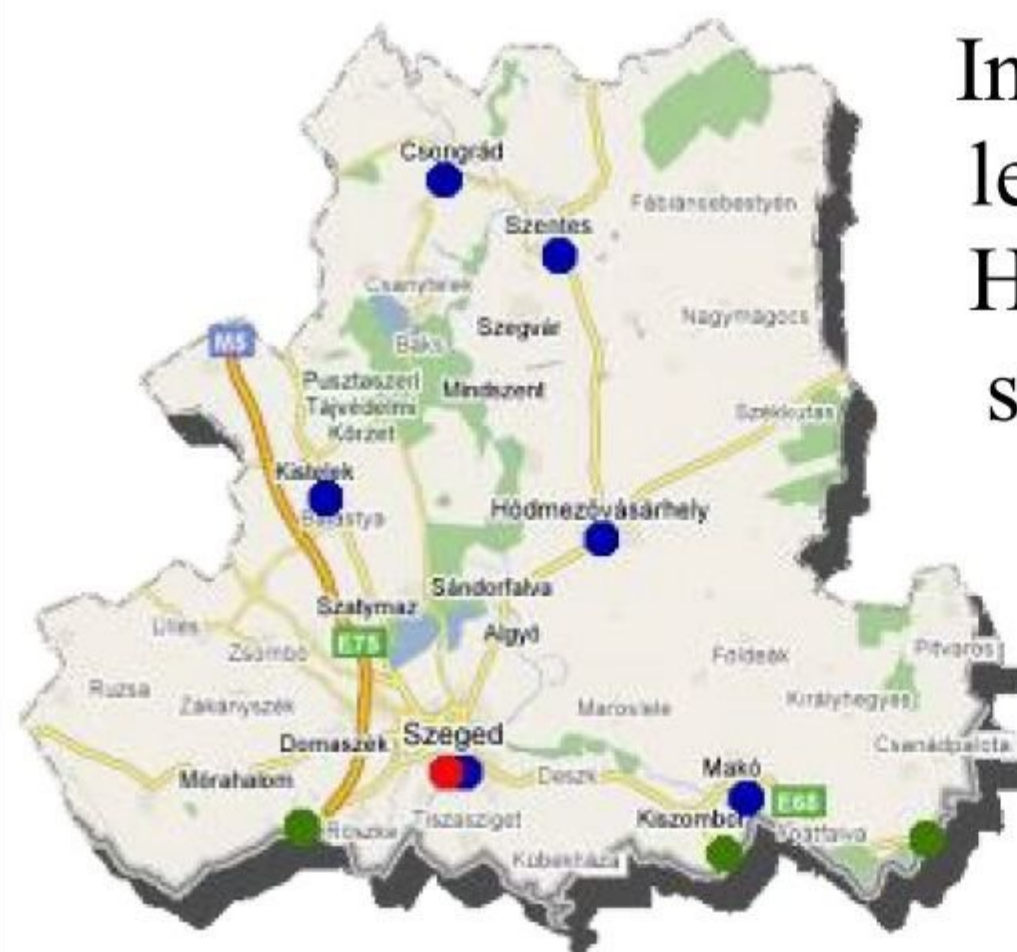 In
le
H
s
Csongrád
Fábiánsebestyén
Szentes
Csanytelek
Nagymágocs
Szegvár
M5
Baks
Pusztaszeri
Tájvédelmi
Körzet
Mindszent
Székkutas
Kistelek
Balástya
Hódmezővásárhely
Sándorfalva
Szatymaz
Algyő
E75
Üllés
Zsombó
Földeák
Pitvaros
Ruzsa
Zákányszék
Királyhegyes
Maroslele
Domaszék
Szeged
Csanádpalota
Mórahalom
Deszk
Makó
E68
Röszke
Tiszasziget
Kiszombor
Apátfalva
Kübekháza